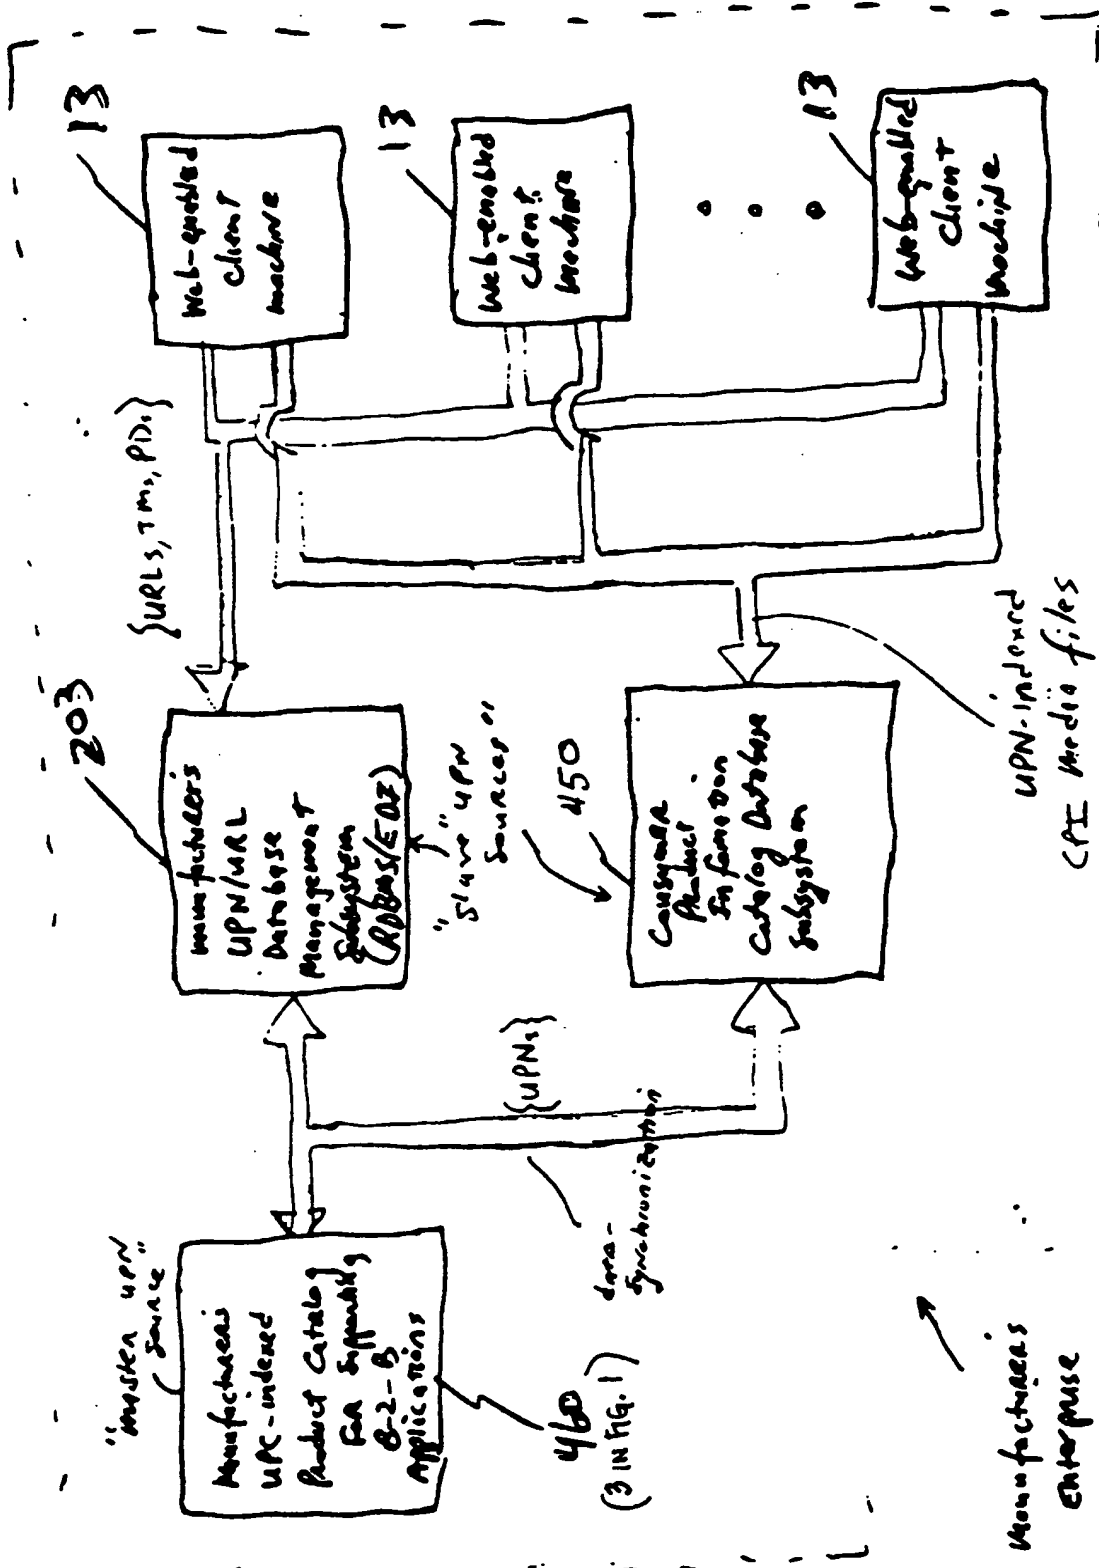 "Master UPN
Source"
Manufacturer's
UPC-indexed
Product Catalog
For Supporting
B-2-B
Applications
460
(3 IN FIG. 1)
{UPNs}
data-
synchronization
203
manufacturer's
UPN/URL
Database
Management
Subsystem
(RDBMS/EDI)
"slave" UPN
Sources"
450
Consumer
Product
Information
Catalog Database
Subsystem
{URLs, TMs, PDs}
13
Web-enabled
Client
machine
13
Web-enabled
Client
machine
13
Web-enabled
Client
machine
UPN-indexed
CPI media files
manufacturers
Enterprise